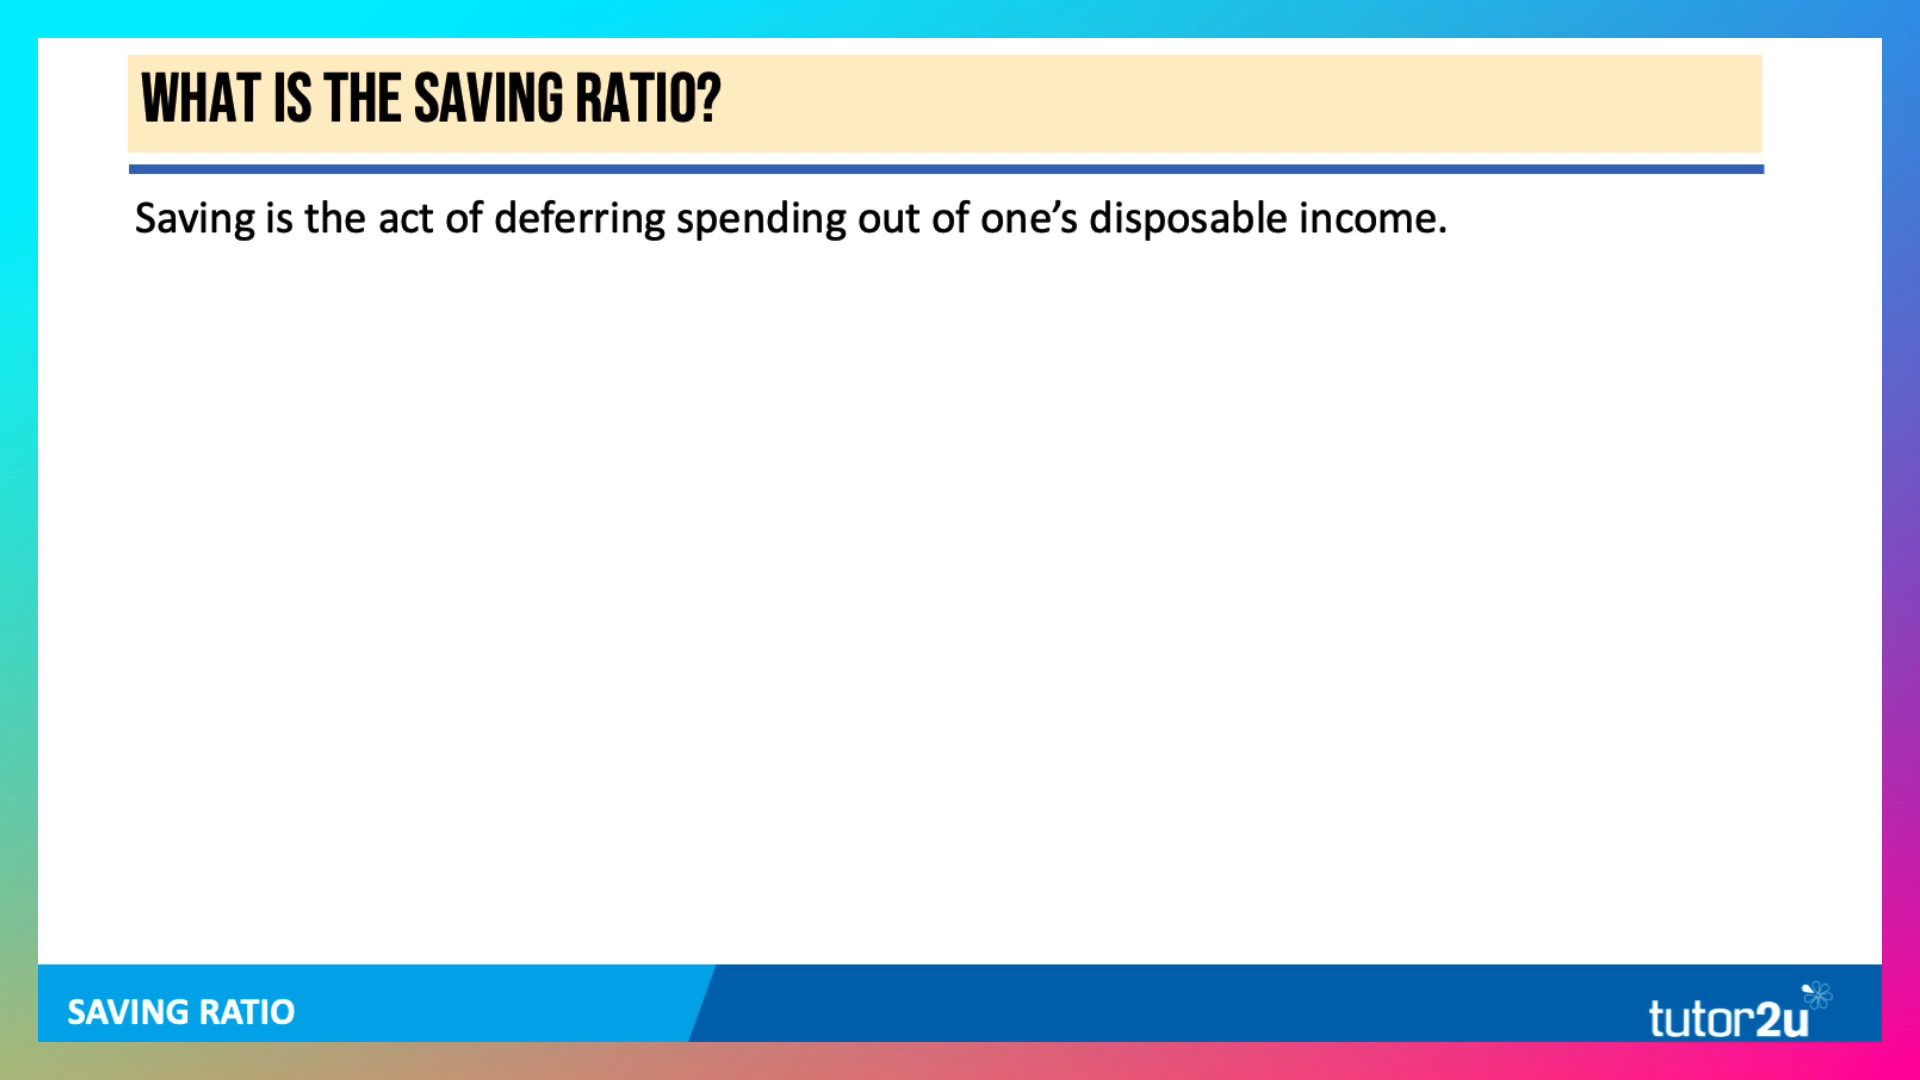 WHAT IS THE SAVING RATIO?
Saving is the act of deferring spending out of one’s disposable income.
SAVING RATIO
tutor2u